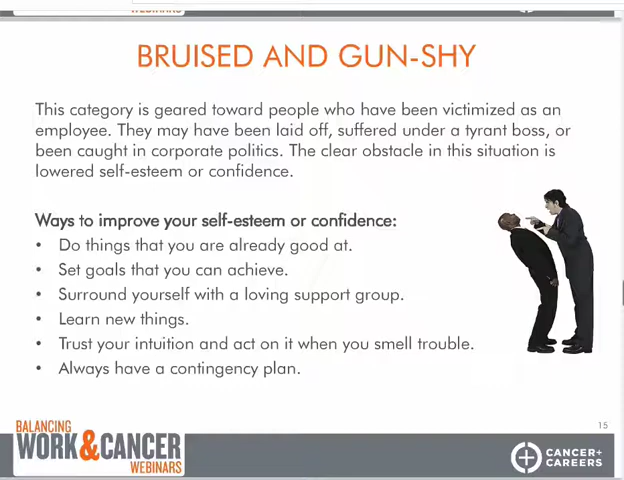 WEBINARS
BRUISED AND GUN-SHY
This category is geared toward people who have been victimized as an
employee. They may have been laid off, suffered under a tyrant boss, or
been caught in corporate politics. The clear obstacle in this situation is
lowered self-esteem or confidence.
Ways to improve your self-esteem or confidence:
• Do things that you are already good at.
• Set goals that you can achieve.
• Surround yourself with a loving support group.
• Learn new things.
• Trust your intuition and act on it when you smell trouble.
• Always have a contingency plan.
15
BALANCING
WORK&CANCER
WEBINARS
CANCER+
CAREERS